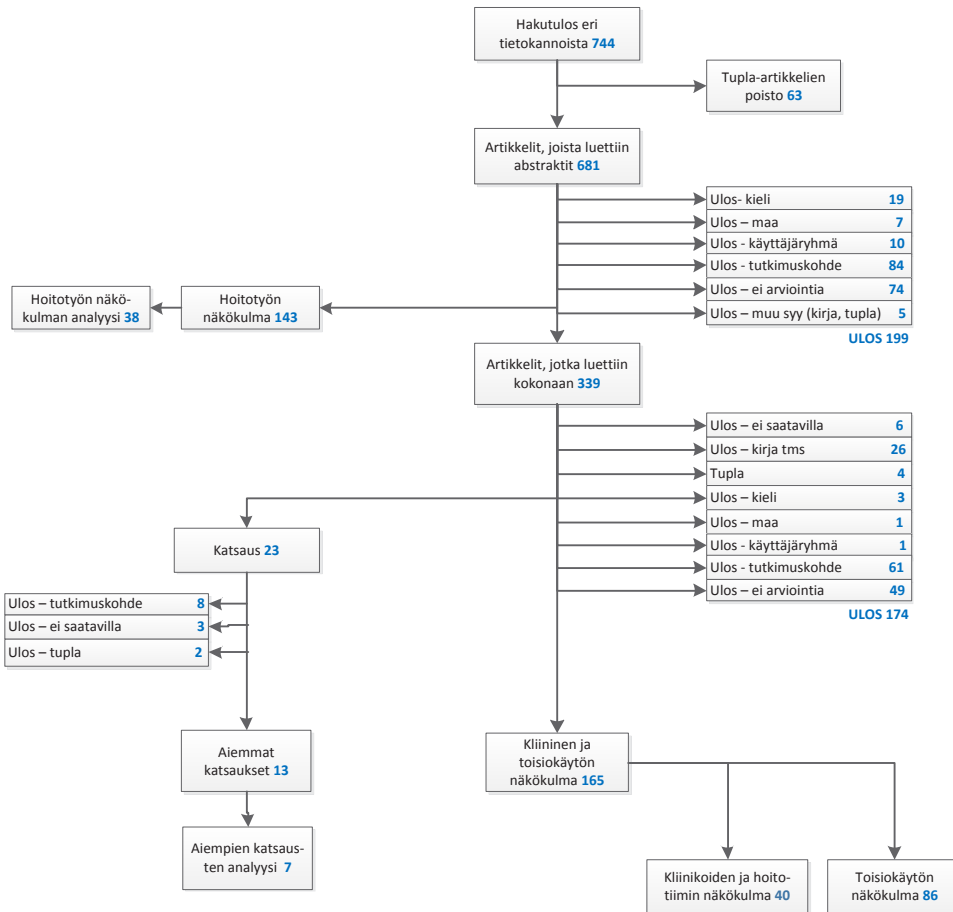 Hakutulos eri
tietokannoista 744
Tupla-artikkelien
poisto 63
Artikkelit, joista luettiin
abstraktit 681
Ulos- kieli 19
Ulos – maa 7
Ulos - käyttäjäryhmä 10
Ulos - tutkimuskohde 84
Ulos – ei arviointia 74
Ulos – muu syy (kirja, tupla) 5
ULOS 199
Hoitotyön näkö-
kulman analyysi 38
Hoitotyön
näkökulma 143
Artikkelit, jotka luettiin
kokonaan 339
Ulos – ei saatavilla 6
Ulos – kirja tms 26
Tupla 4
Ulos – kieli 3
Ulos – maa 1
Ulos - käyttäjäryhmä 1
Ulos - tutkimuskohde 61
Ulos – ei arviointia 49
ULOS 174
Katsaus 23
Ulos – tutkimuskohde 8
Ulos – ei saatavilla 3
Ulos – tupla 2
Aiemmat
katsaukset 13
Kliininen ja
toisiokäytön
näkökulma 165
Aiempien katsaus-
ten analyysi 7
Kliinikoiden ja hoito-
tiimin näkökulma 40
Toisiokäytön
näkökulma 86